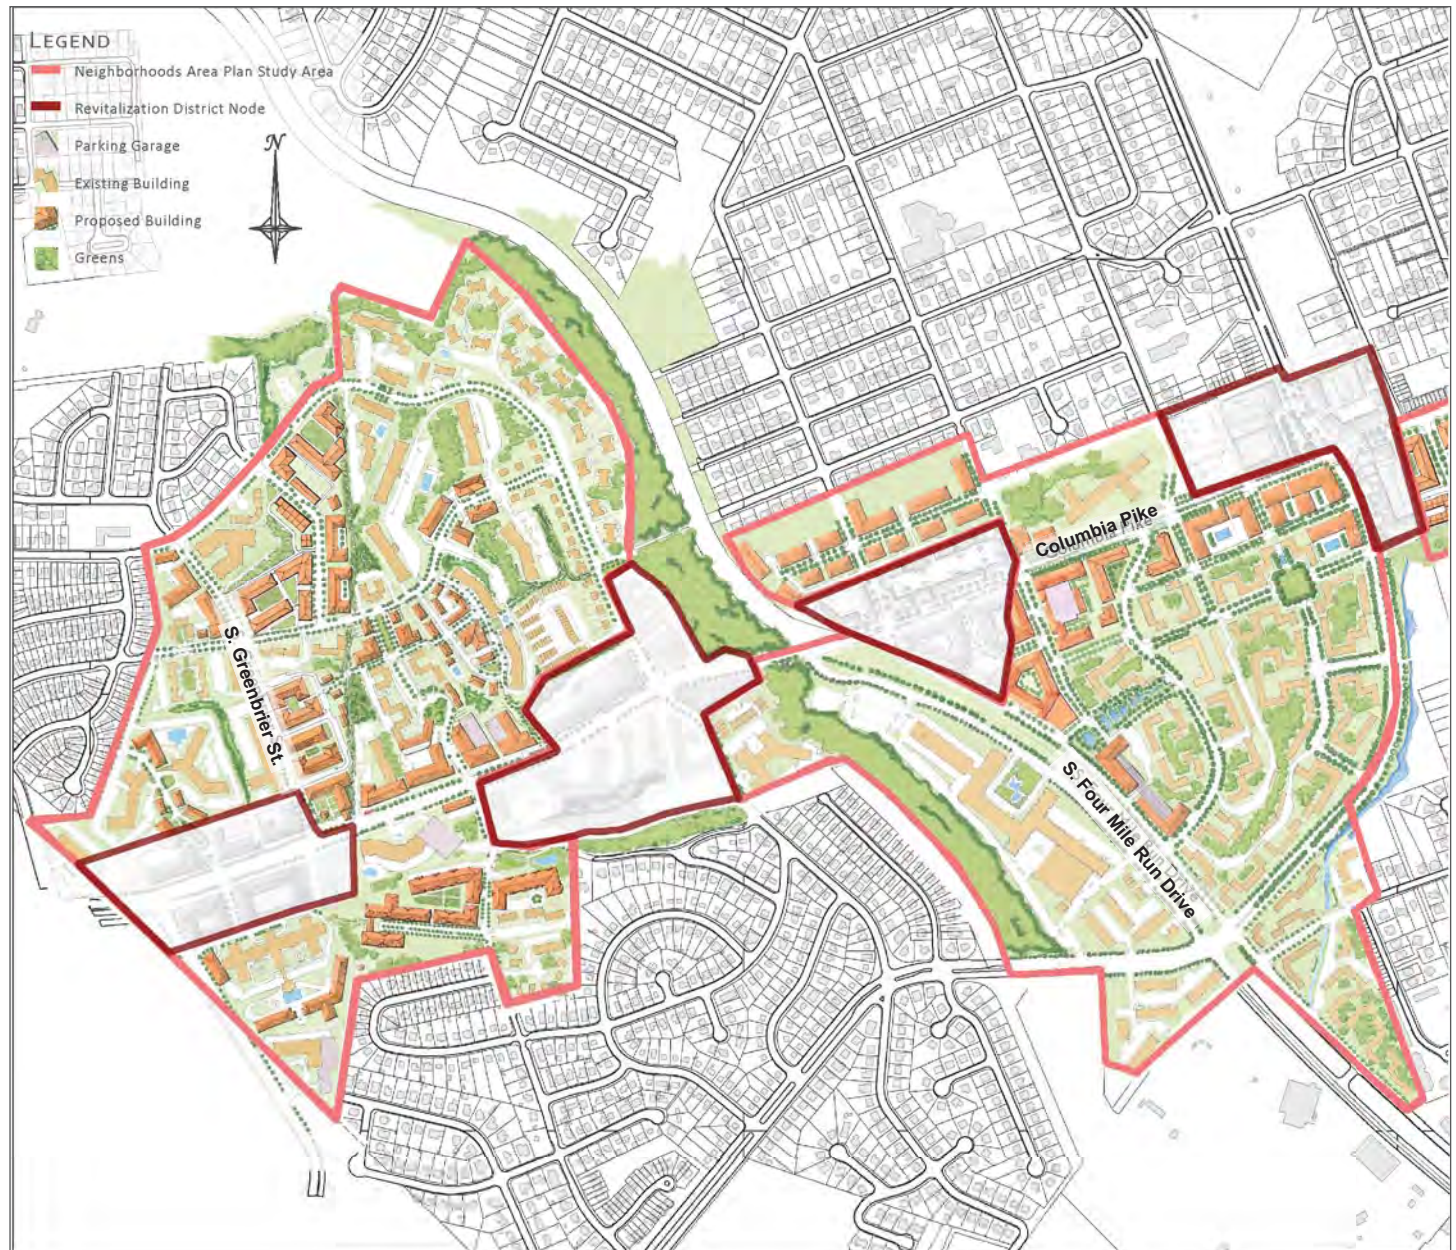 LEGEND
Neighborhoods Area Plan Study Area
Revitalization District Node
Parking Garage
Existing Building
Proposed Building
Greens
N
Columbia Pike
S. Greenbrier St.
S. Four Mile Run Drive